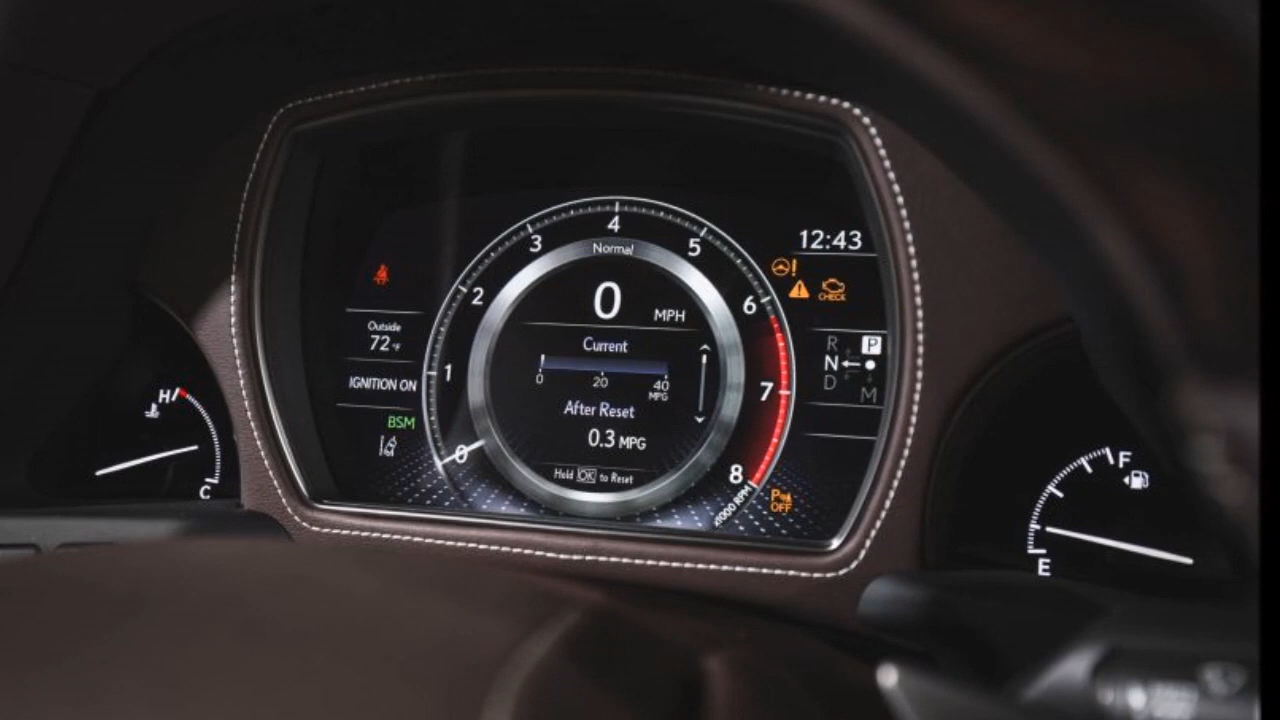 12:43
4
3
5
Normal
2
6
0
MPH
CHECK
Outside
72°F
R P
N
D M
Current
1
7
0 20 40
MPG
IGNITION ON
H
C
After Reset
BSM
0.3 MPG
0
8
Hold OK to Reset
x1000 RPM
P
OFF
F
E